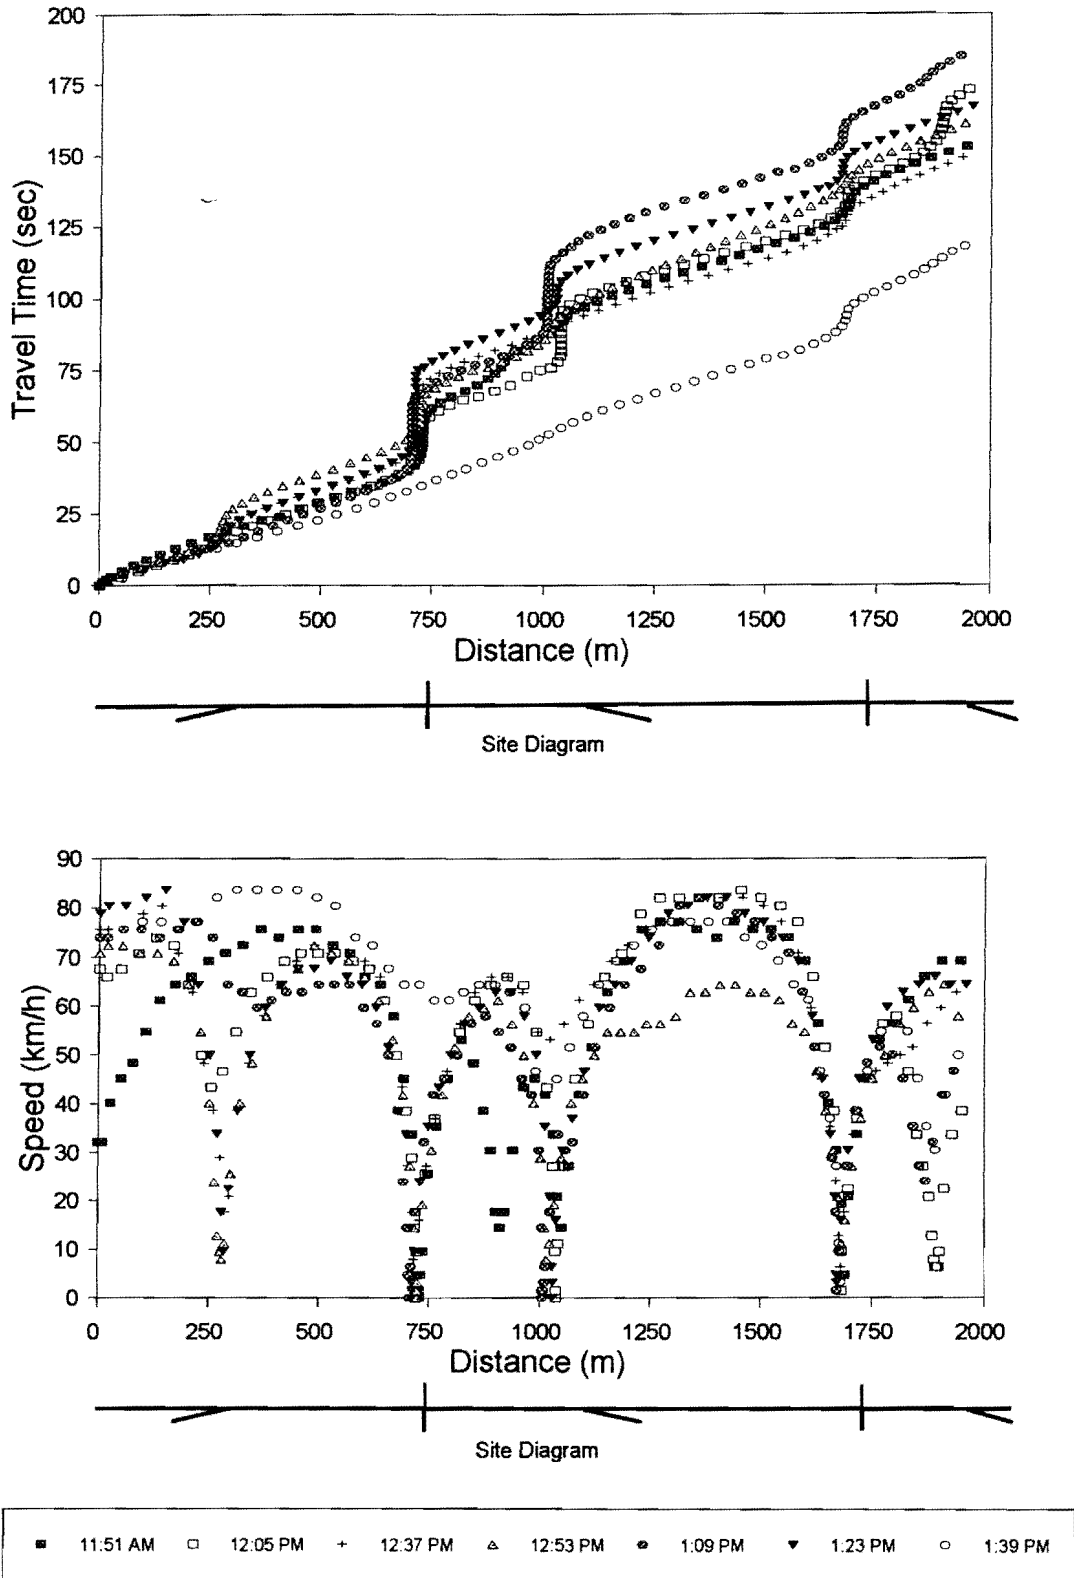 200
175
150
125
100
75
50
25
0
Travel Time (sec)
0 250 500 750 1000 1250 1500 1750 2000
Distance (m)
Site Diagram
90
80
70
60
50
40
30
20
10
0
Speed (km/h)
0 250 500 750 1000 1250 1500 1750 2000
Distance (m)
Site Diagram
11:51 AM 12:05 PM 12:37 PM 12:53 PM 1:09 PM 1:23 PM 1:39 PM